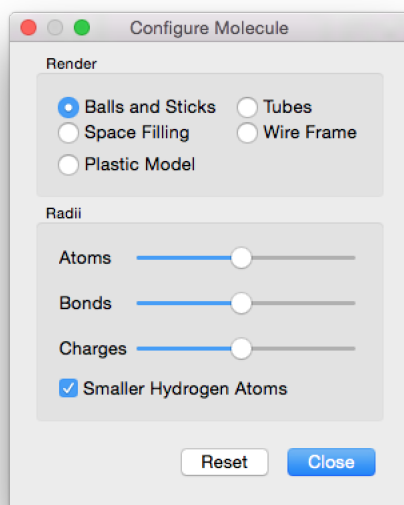 Configure Molecule
Render
Balls and Sticks Tubes
Space Filling Wire Frame
Plastic Model
Radii
Atoms
Bonds
Charges
Smaller Hydrogen Atoms
Reset Close